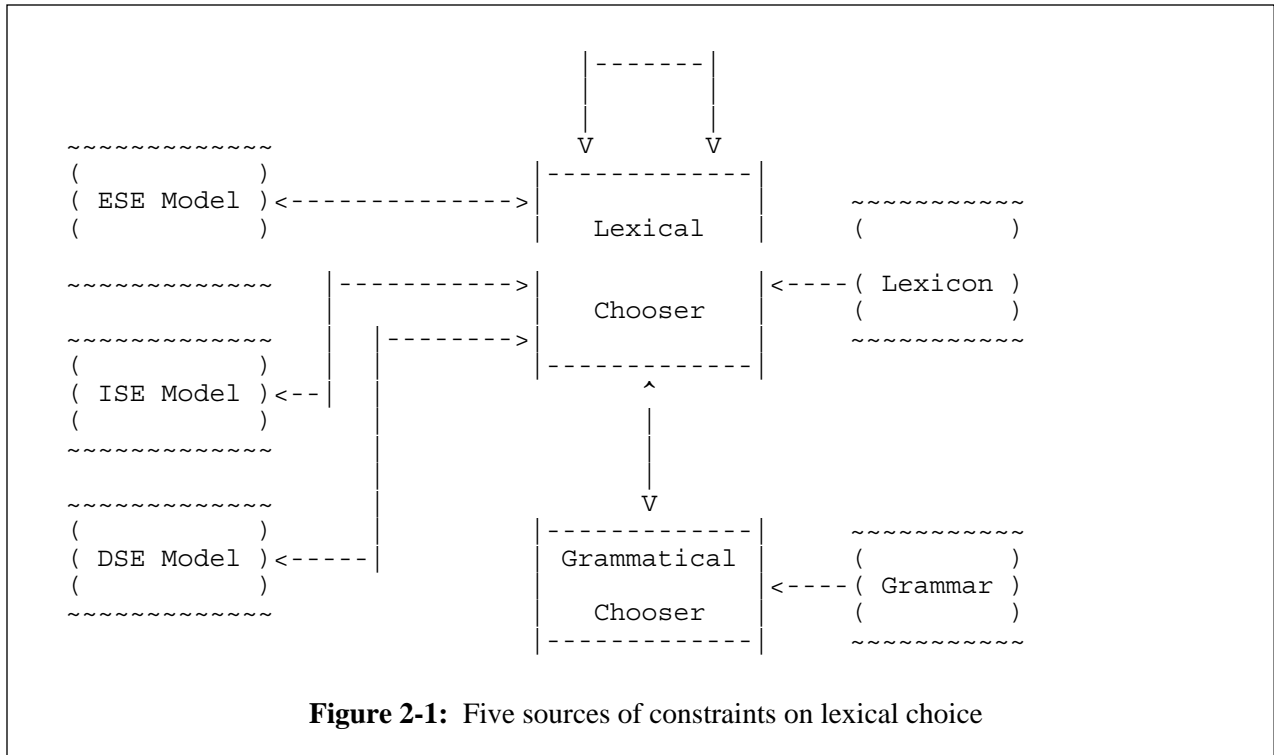 |-------|
V V
~~~~~~~~~~~~~
( ) |-------------|
( ESE Model )<-------------->| | ~~~~~~~~~~~
( ) | Lexical | ( )
~~~~~~~~~~~~~ |----------->| |<----( Lexicon )
| | Chooser | ( )
~~~~~~~~~~~~~ | |-------->| | ~~~~~~~~~~~
( ) | | |-------------|
( ISE Model )<--| | ^
( ) | |
~~~~~~~~~~~~~ | |
~~~~~~~~~~~~~ | V
( ) | |-------------| ~~~~~~~~~~~
( DSE Model )<-----| | Grammatical | ( )
( ) | |<----( Grammar )
~~~~~~~~~~~~~ | Chooser | ( )
|-------------| ~~~~~~~~~~~
Figure 2-1: Five sources of constraints on lexical choice